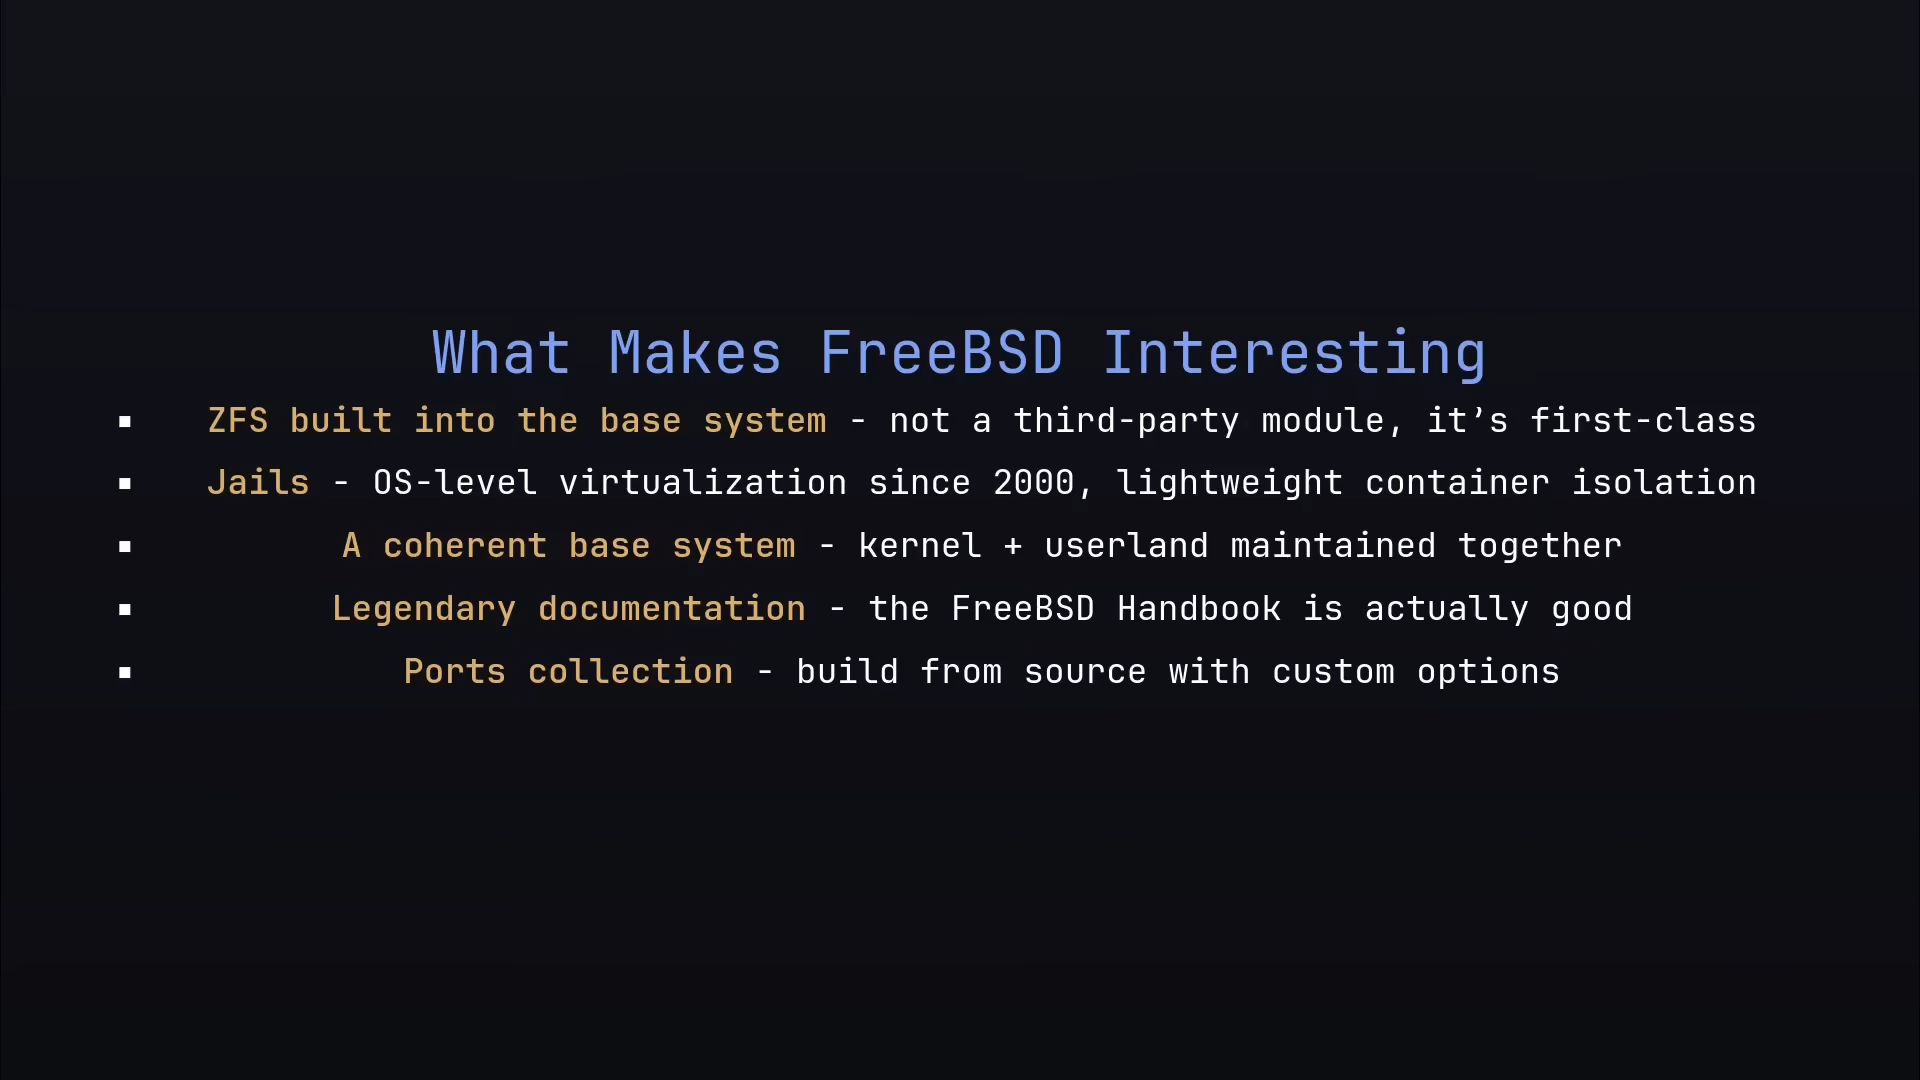 What Makes FreeBSD Interesting
▪ ZFS built into the base system - not a third-party module, it’s first-class
▪ Jails - OS-level virtualization since 2000, lightweight container isolation
▪ A coherent base system - kernel + userland maintained together
▪ Legendary documentation - the FreeBSD Handbook is actually good
▪ Ports collection - build from source with custom options